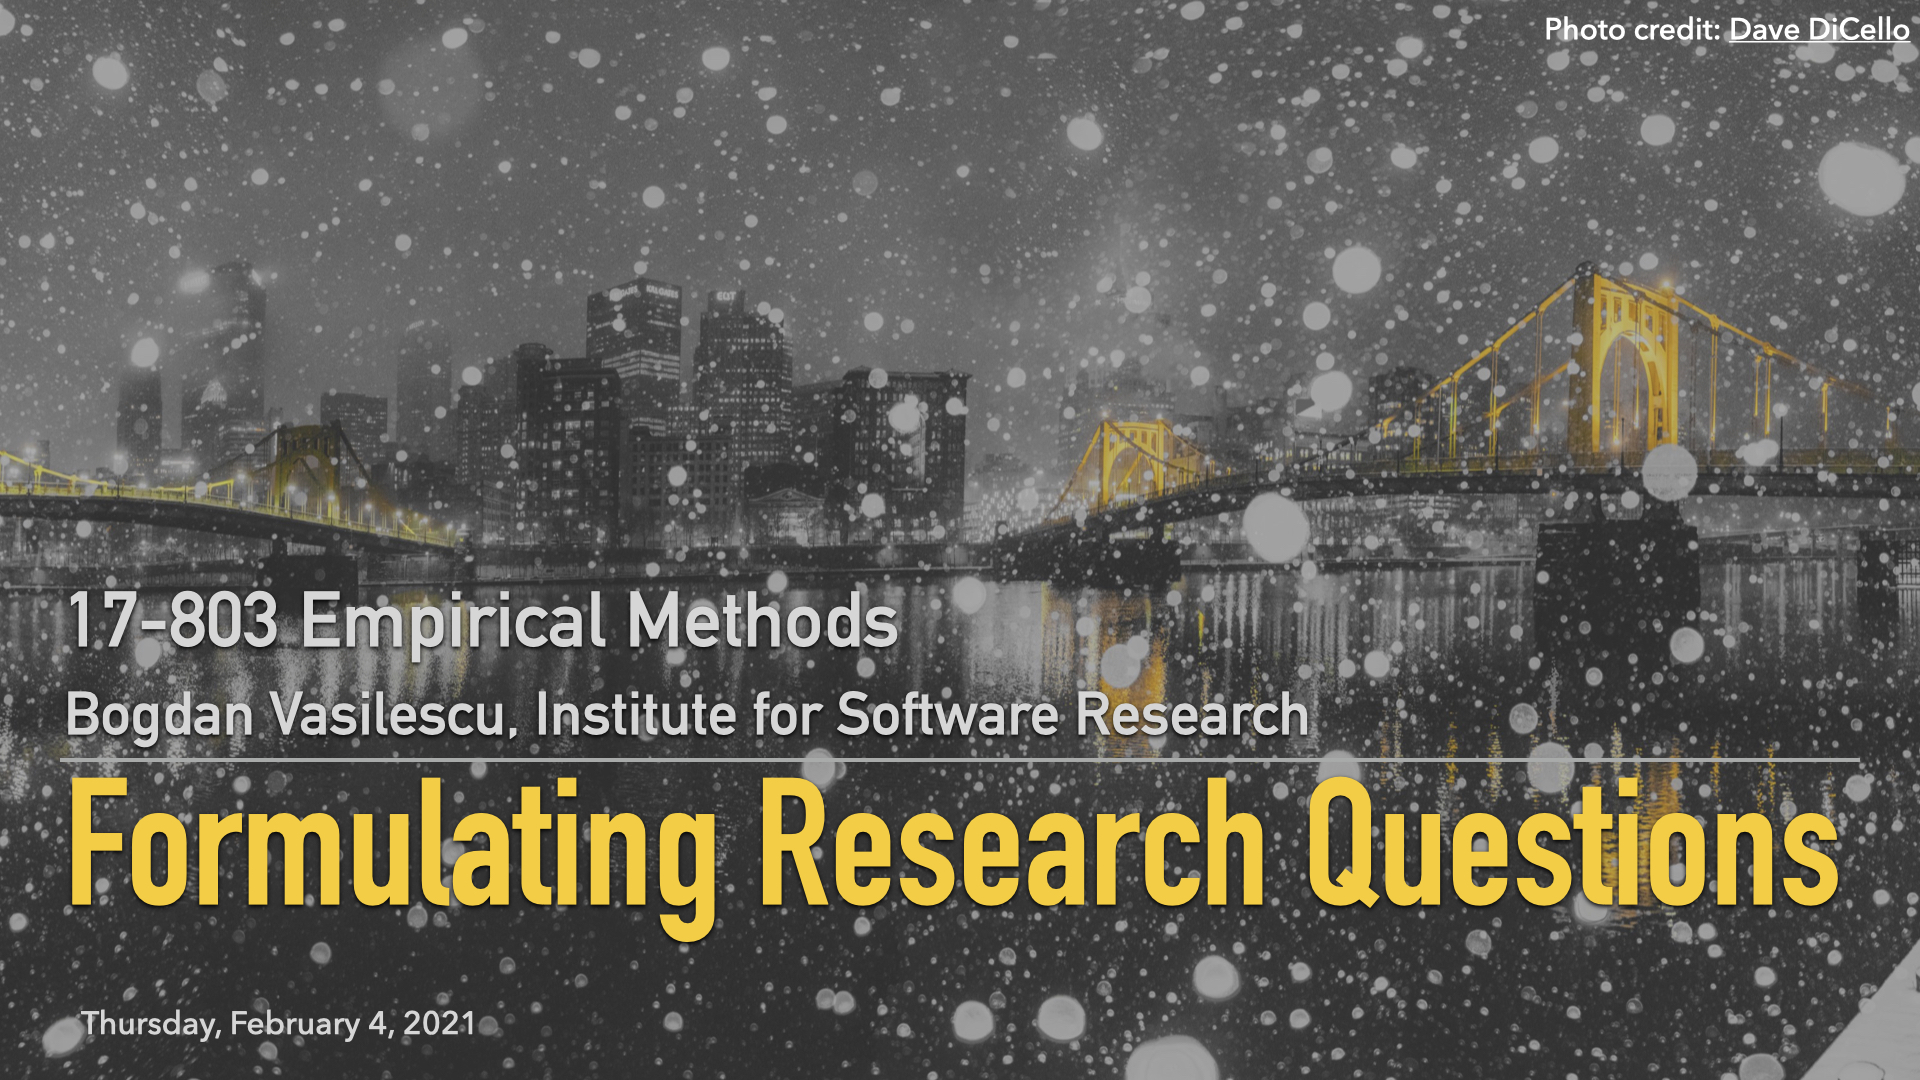 Photo credit: Dave DiCello
EQT
17-803 Empirical Methods
Bogdan Vasilescu, Institute for Software Research
Formulating Research Questions
Thursday, February 4, 2021